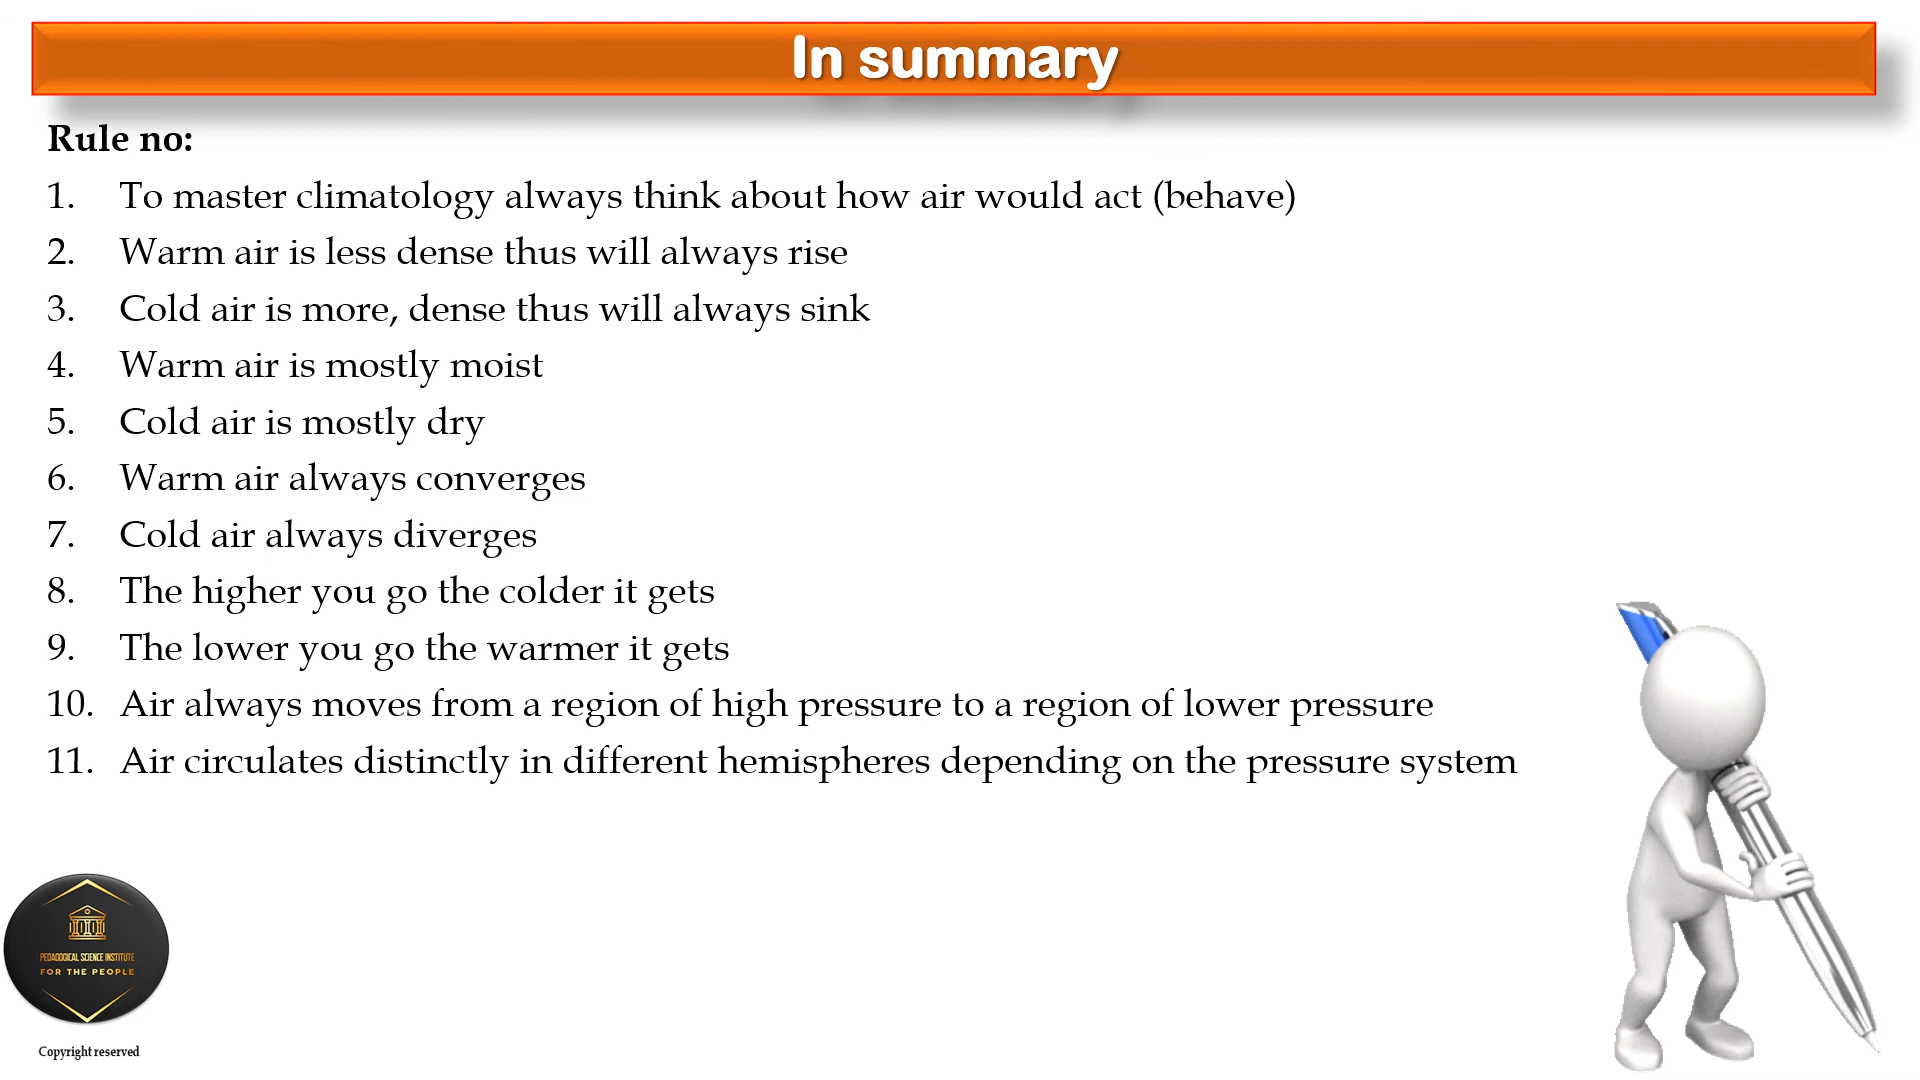 In summary
Rule no:
1. To master climatology always think about how air would act (behave)
2. Warm air is less dense thus will always rise
3. Cold air is more, dense thus will always sink
4. Warm air is mostly moist
5. Cold air is mostly dry
6. Warm air always converges
7. Cold air always diverges
8. The higher you go the colder it gets
9. The lower you go the warmer it gets
10. Air always moves from a region of high pressure to a region of lower pressure
11. Air circulates distinctly in different hemispheres depending on the pressure system
PEDAGOGICAL SCIENCE INSTITUTE
FOR THE PEOPLE
Copyright reserved